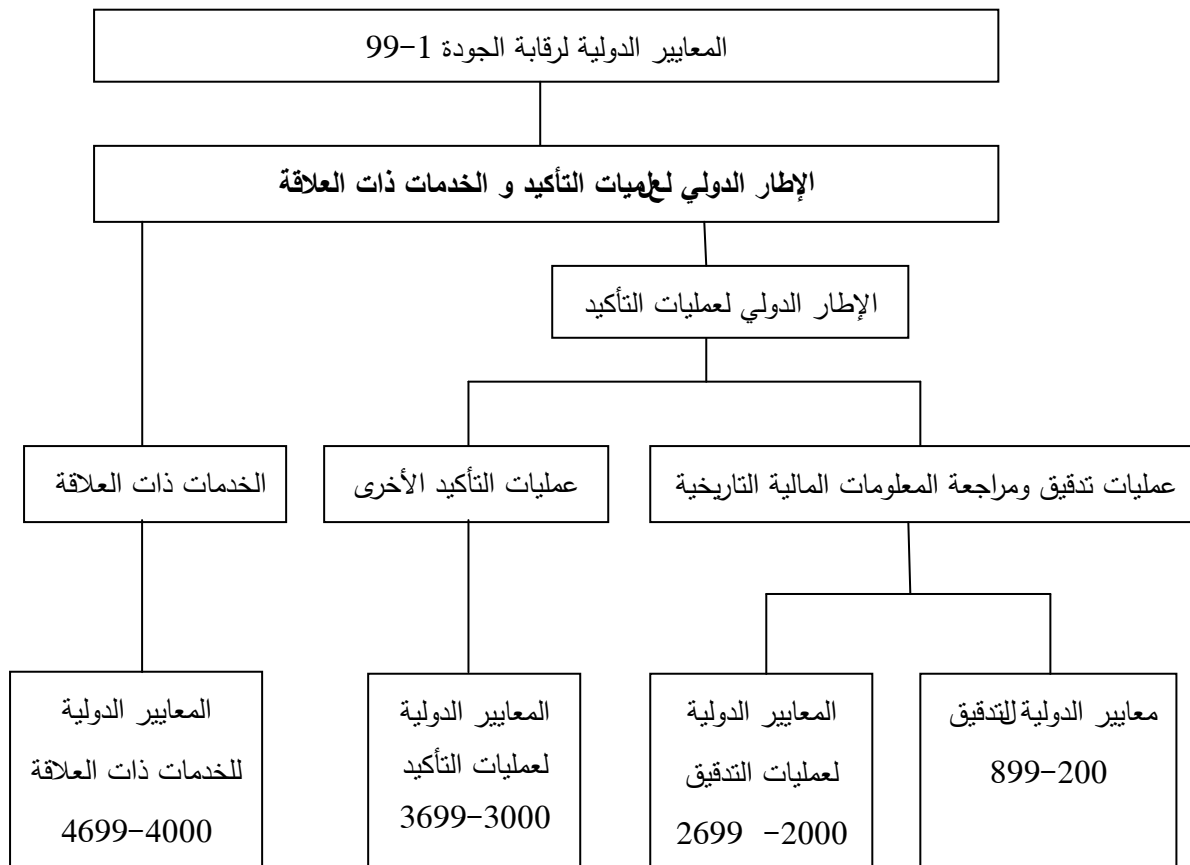 المعايير الدولية لرقابة الجودة 1-99
الإطار الدولي لعمليات التأكيد و الخدمات ذات العلاقة
الإطار الدولي لعمليات التأكيد
عمليات تدقيق ومراجعة المعلومات المالية التاريخية
عمليات التأكيد الأخرى
الخدمات ذات العلاقة
معايير الدولية للتدقيق
200-899
المعايير الدولية
لعمليات التدقيق
2000- 2699
المعايير الدولية
لعمليات التأكيد
3000-3699
المعايير الدولية
للخدمات ذات العلاقة
4000-4699